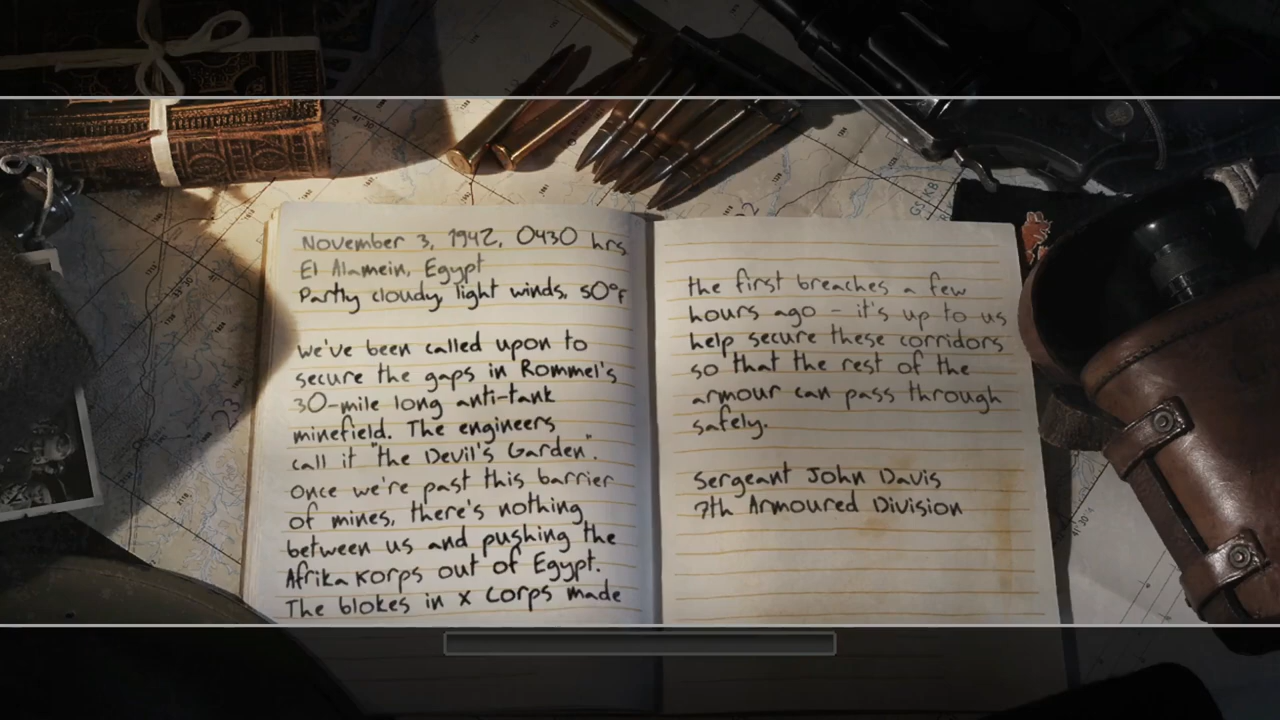 November 3, 1942, 0430 hrs
El Alamein, Egypt
Partly cloudy, light winds, 50°F
We've been called upon to
secure the gaps in Rommel's
30-mile long anti-tank
minefield. The engineers
call it "the Devil's Garden".
Once we're past this barrier
of mines, there's nothing
between us and pushing the
Afrika Korps out of Egypt.
The blokes in X Corps made
the first breaches a few
hours ago - it's up to us
help secure these corridors
so that the rest of the
armour can pass through
safely.
Sergeant John Davis
7th Armoured Division
GSKB